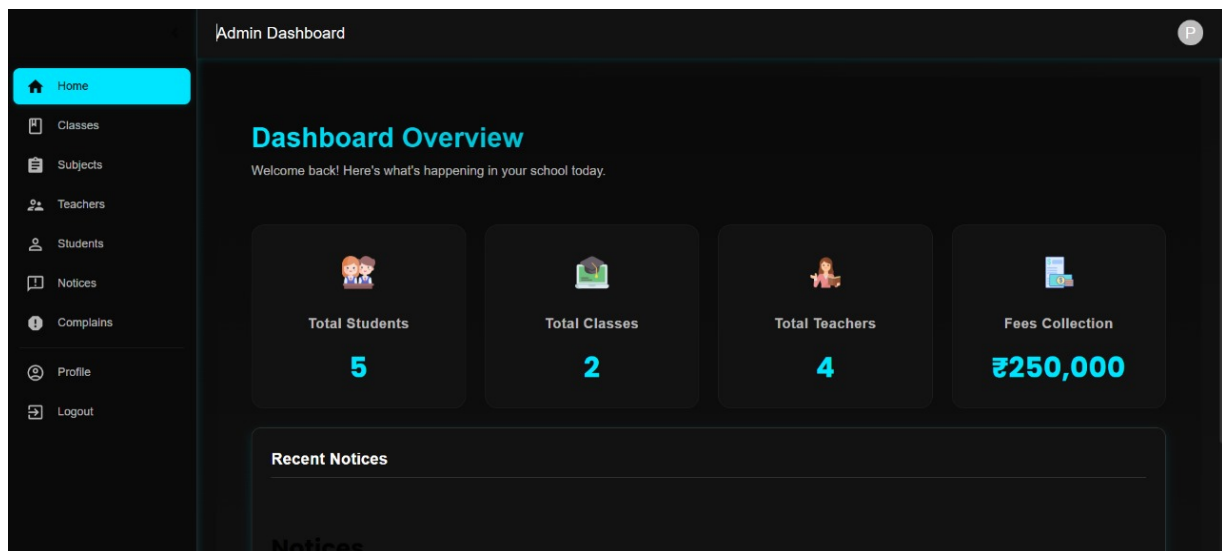 Admin Dashboard
P
Home
Classes
Subjects
Teachers
Students
Notices
Complains
Profile
Logout
Dashboard Overview
Welcome back! Here's what's happening in your school today.
Total Students
5
Total Classes
2
Total Teachers
4
Fees Collection
₹250,000
Recent Notices
Notices